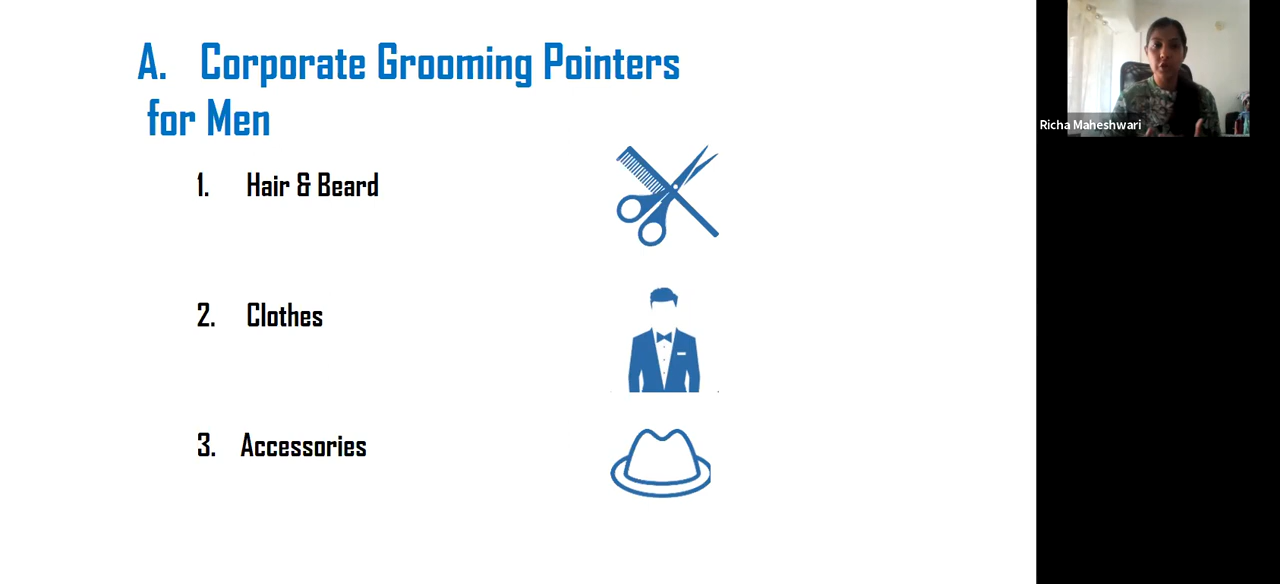 A. Corporate Grooming Pointers
for Men
1. Hair & Beard
2. Clothes
3. Accessories
Richa Maheshwari